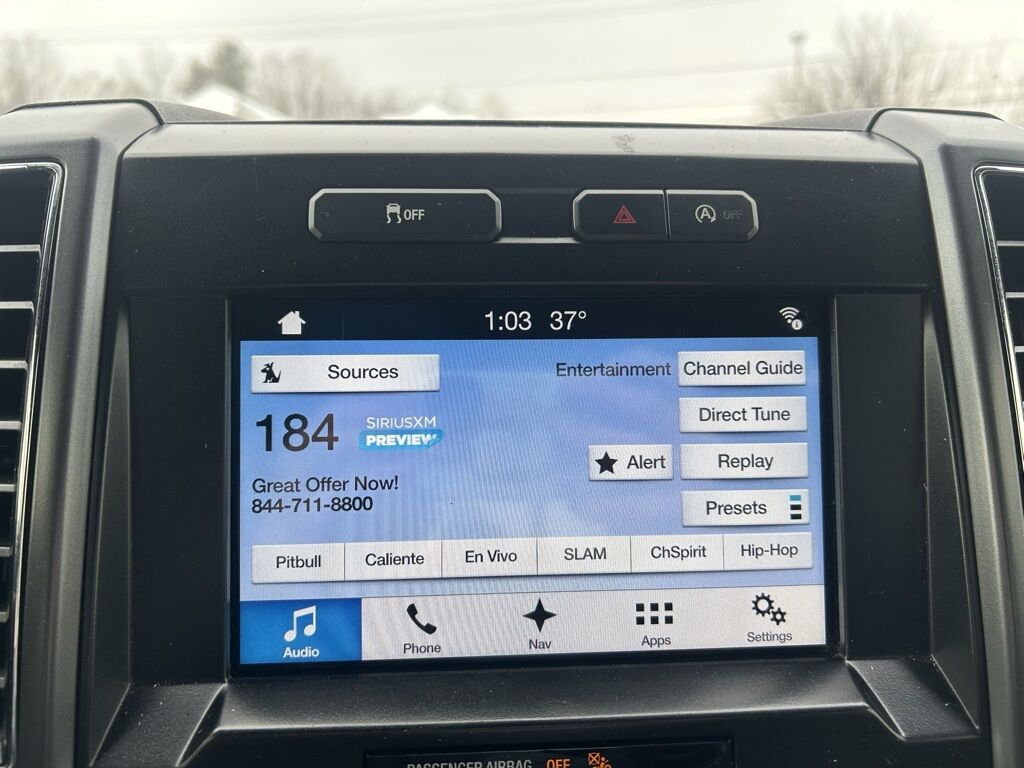 OFF
A OFF
1:03 37°
Sources
Entertainment
Channel Guide
184
SIRIUSXM
PREVIEW
Direct Tune
Alert
Replay
Great Offer Now!
844-711-8800
Presets
Pitbull
Caliente
En Vivo
SLAM
ChSpirit
Hip-Hop
Audio
Phone
Nav
Apps
Settings
PASSENGER AIRBAG OFF